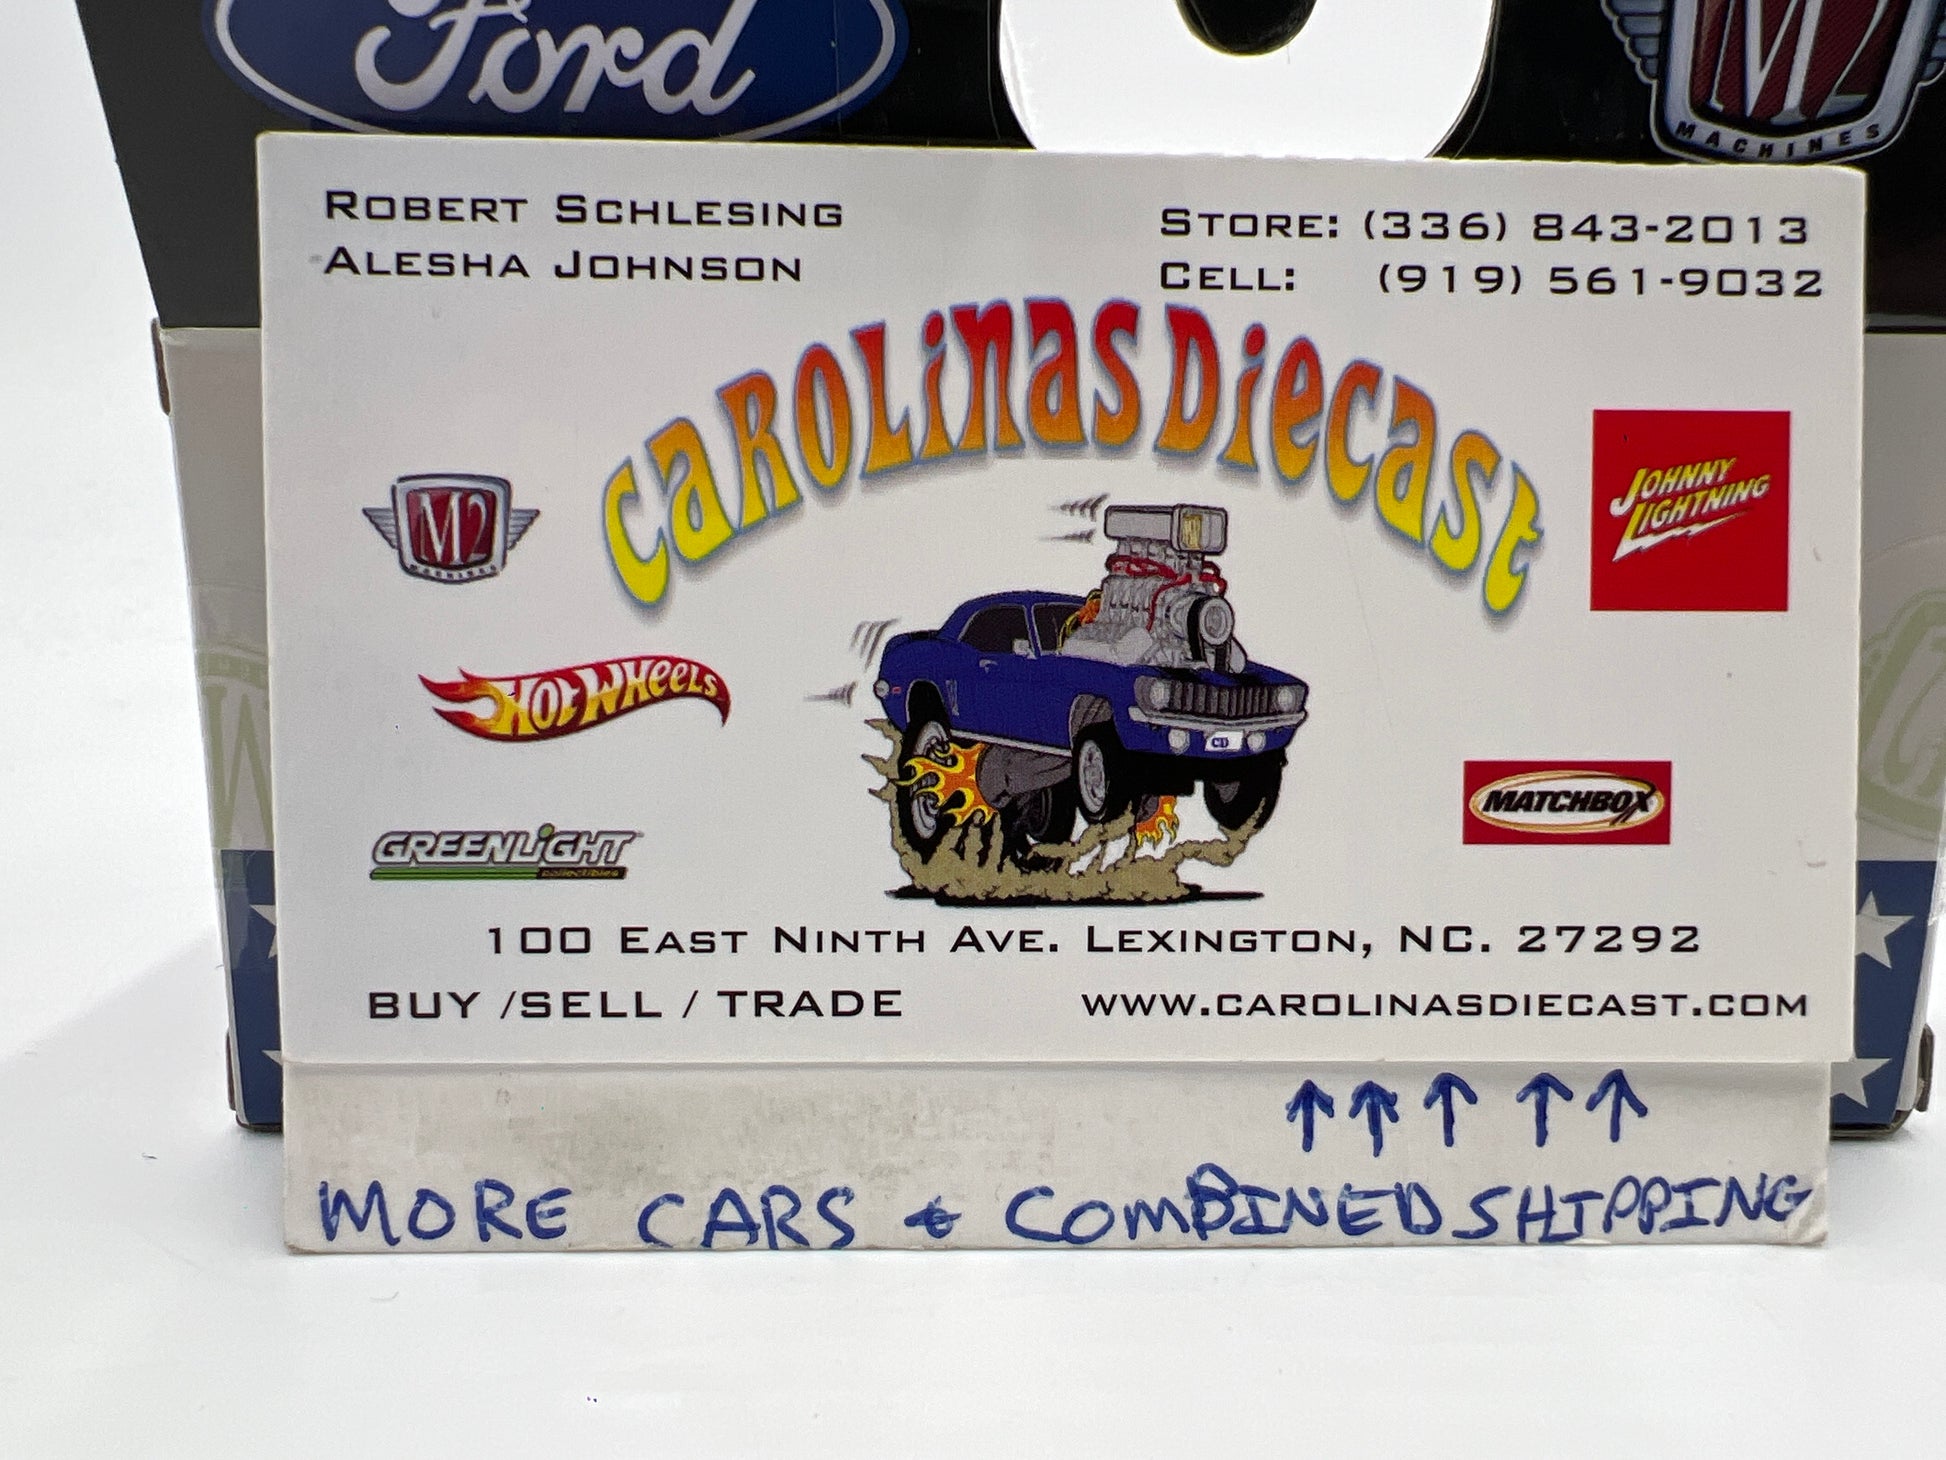 Ford
M2
MACHINES
ROBERT SCHLESING
ALESHA JOHNSON
STORE: (336) 843-2013
CELL: (919) 561-9032
CAROLiNAS DiECAST
M2
MACHINES
JOHNNY
LIGHTNING
HOT WHEELS
MATCHBOX
GREENLiGHT
collectibles
100 EAST NINTH AVE. LEXINGTON, NC. 27292
BUY /SELL / TRADE
WWW.CAROLINASDIECAST.COM
↑↑↑↑↑
MORE CARS & COMBINED SHIPPING